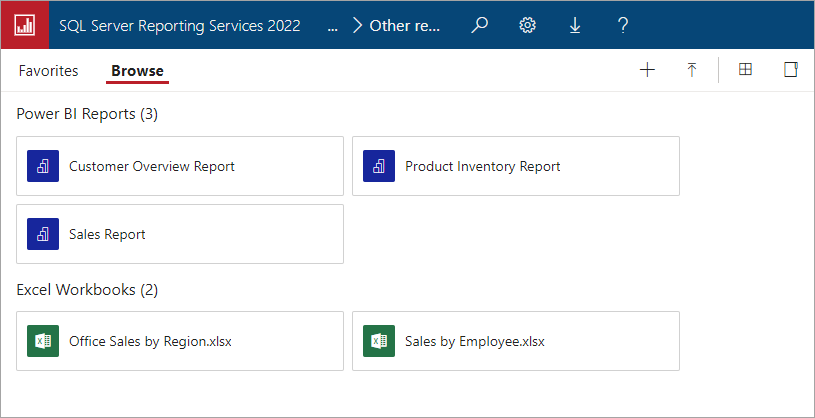 SQL Server Reporting Services 2022 ... > Other re...
Favorites Browse
Power BI Reports (3)
Customer Overview Report Product Inventory Report
Sales Report
Excel Workbooks (2)
Office Sales by Region.xlsx Sales by Employee.xlsx